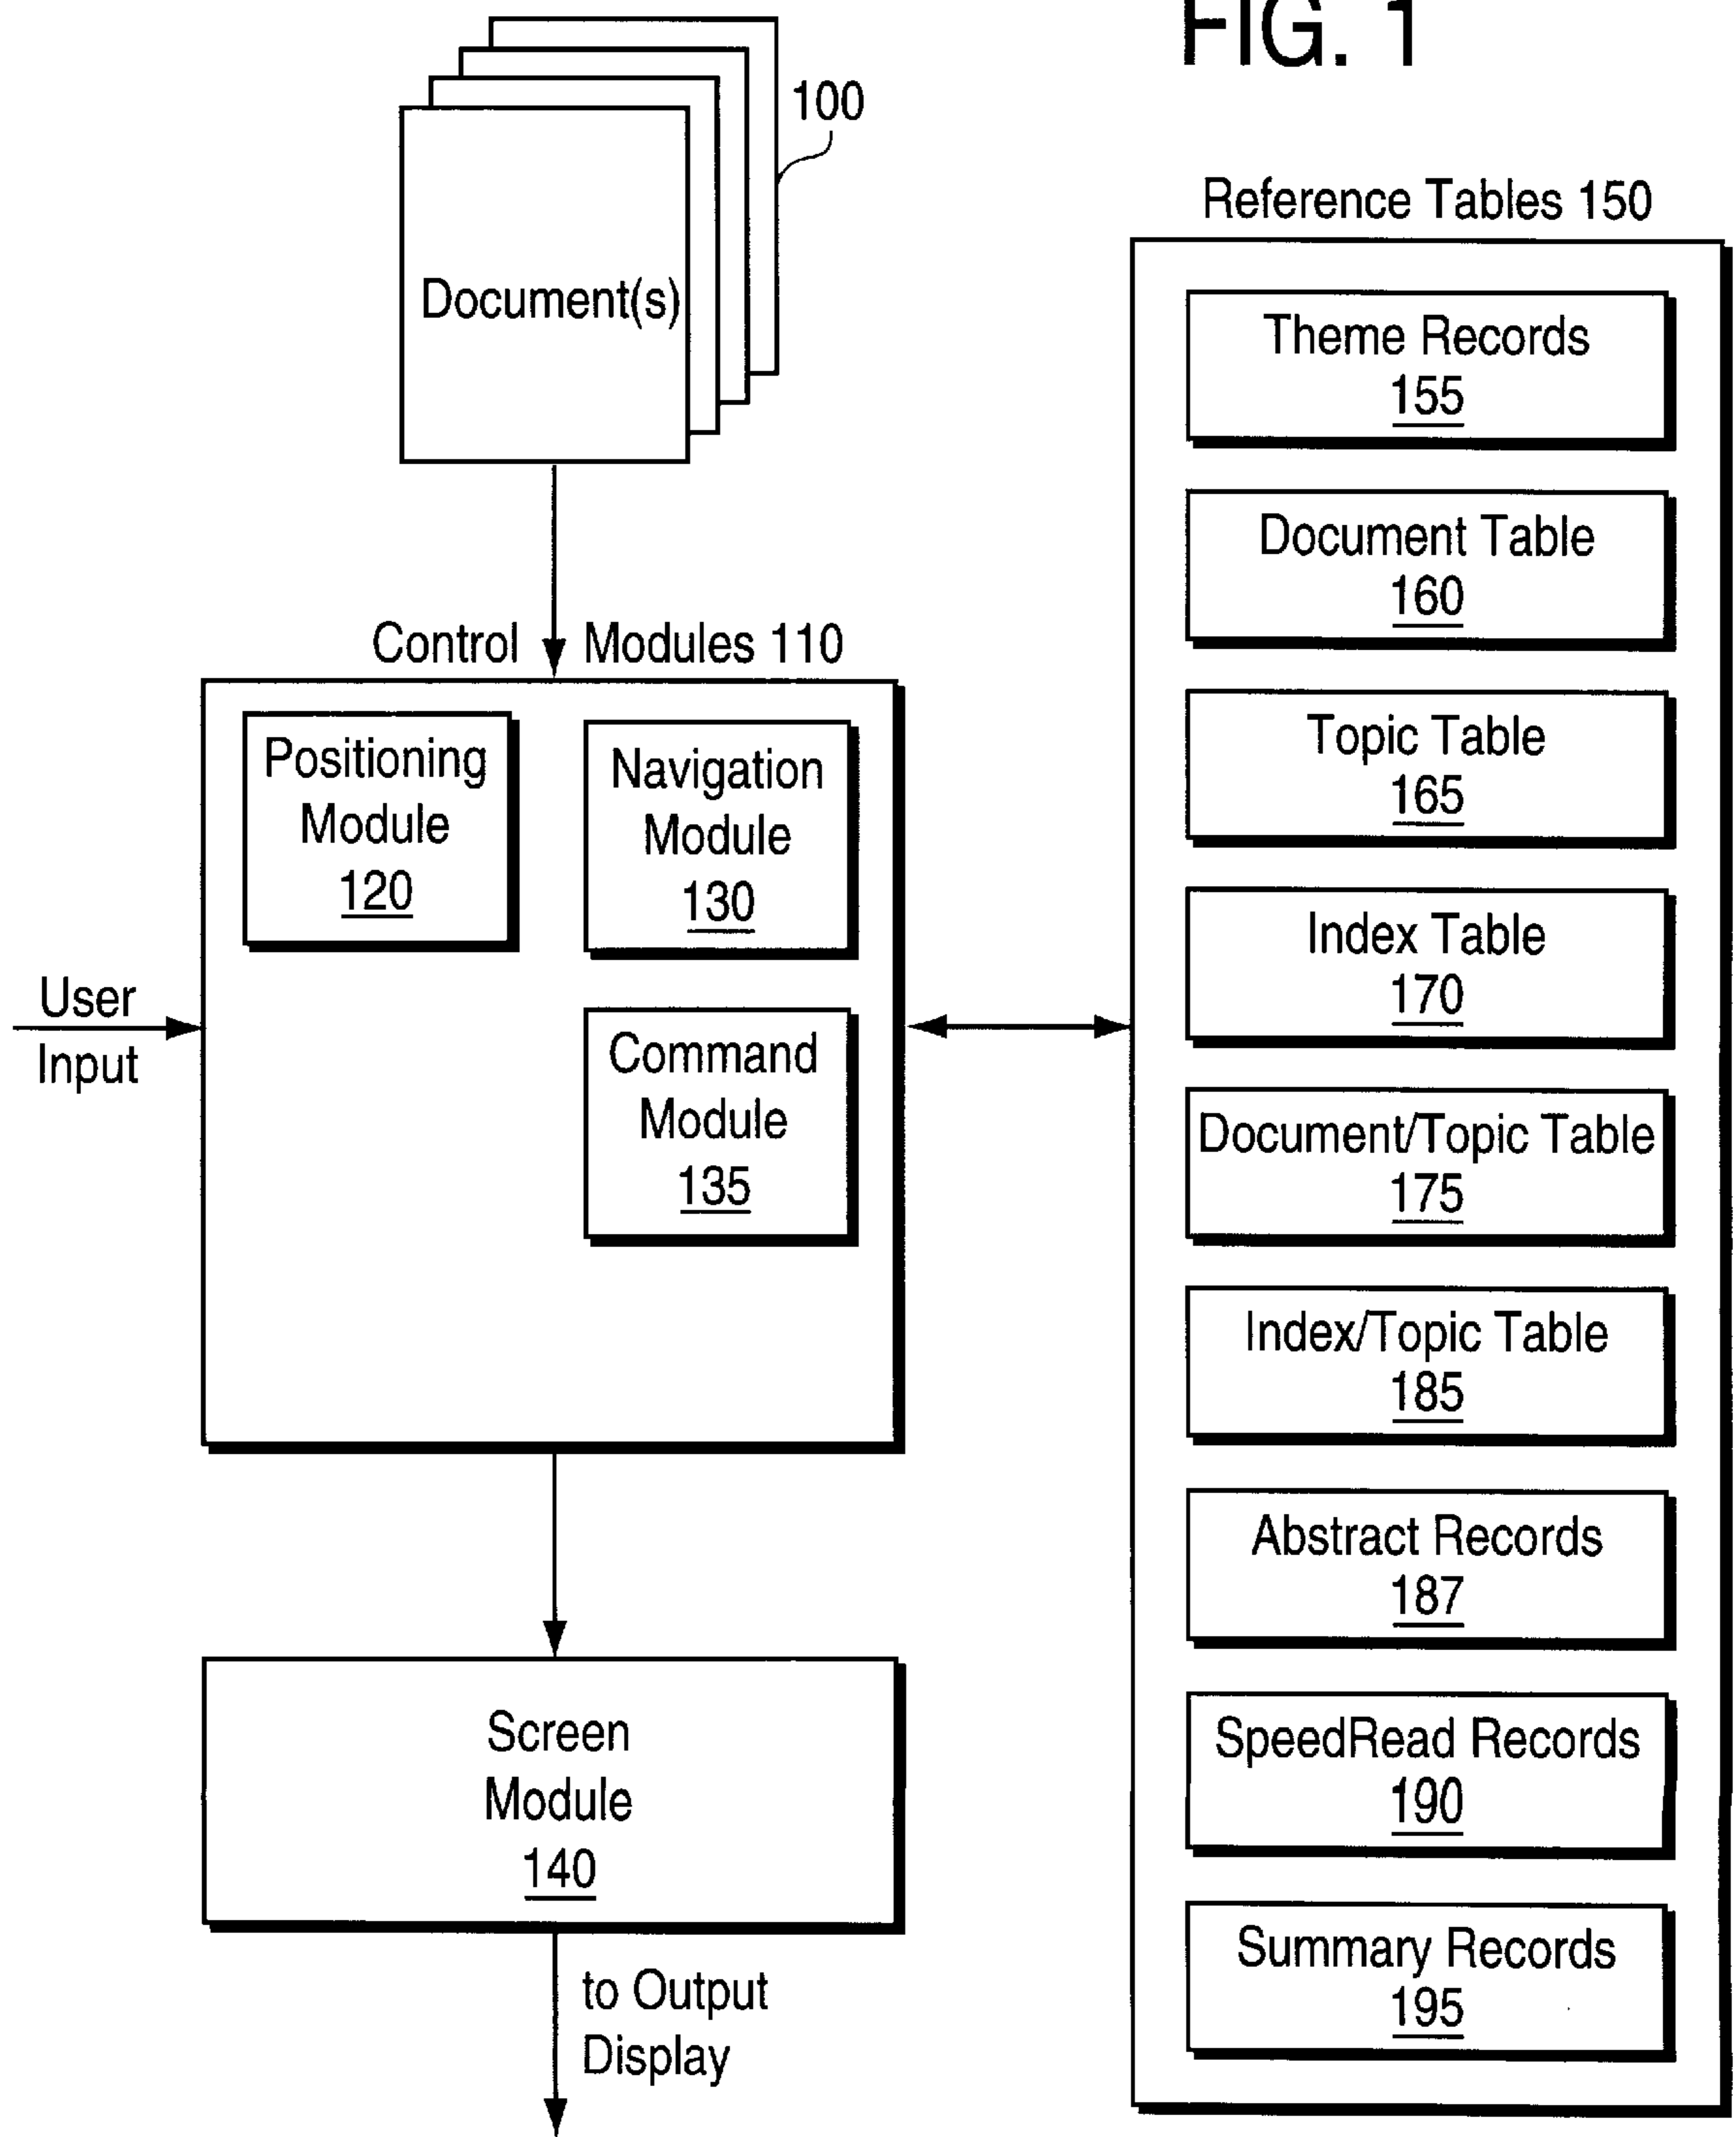 FIG. 1
100
Document(s)
Control Modules 110
Positioning
Module
120
Navigation
Module
130
Command
Module
135
User
Input
Screen
Module
140
to Output
Display
Reference Tables 150
Theme Records
155
Document Table
160
Topic Table
165
Index Table
170
Document/Topic Table
175
Index/Topic Table
185
Abstract Records
187
SpeedRead Records
190
Summary Records
195